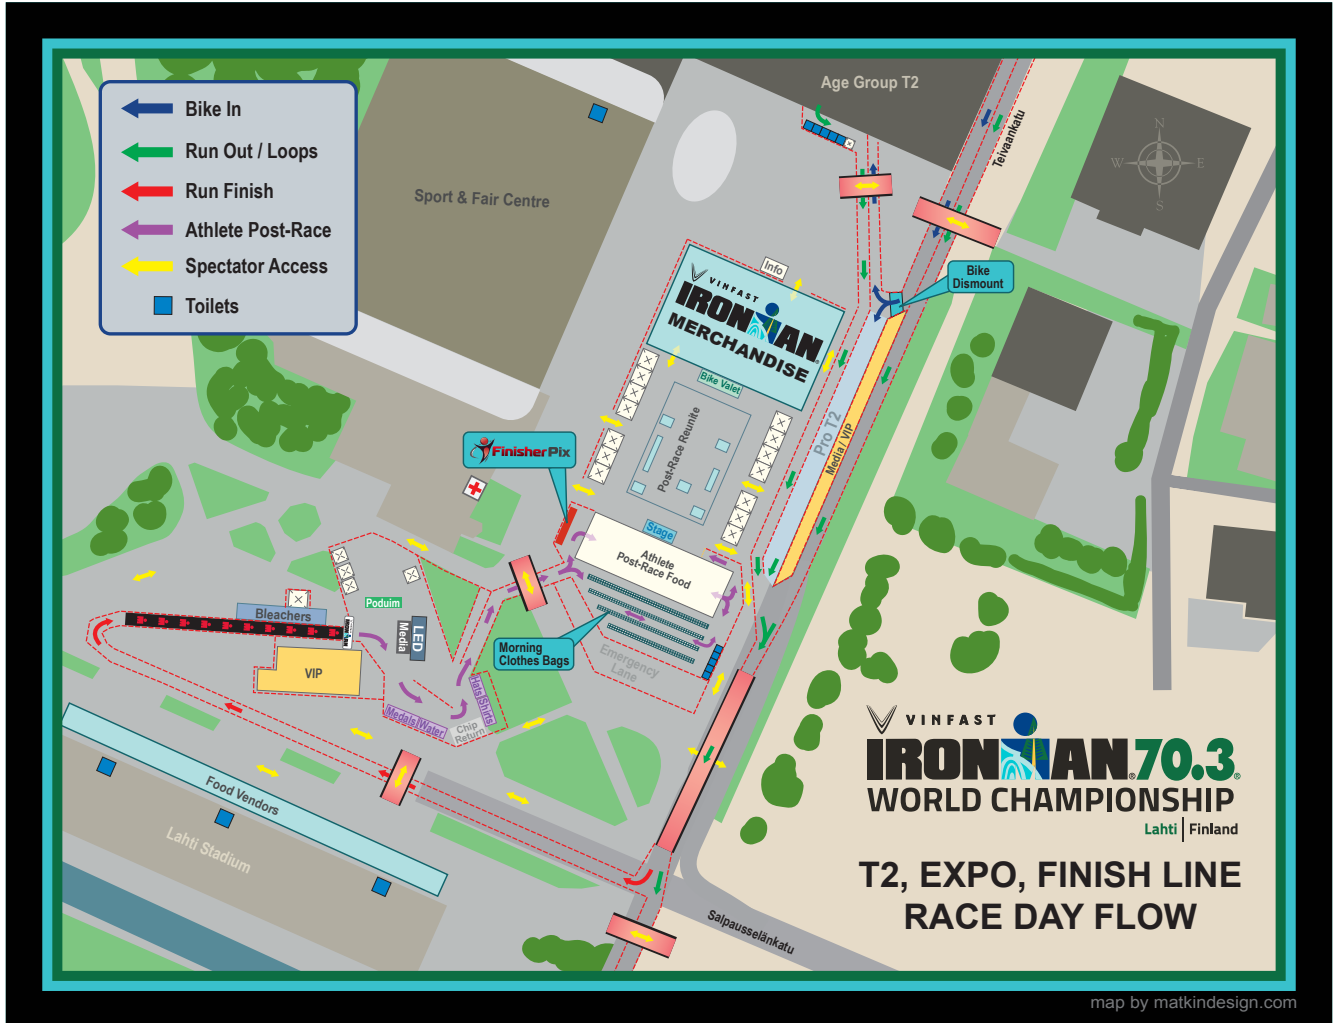 Bike In
Run Out / Loops
Run Finish
Athlete Post-Race
Spectator Access
Toilets
Age Group T2
Teivaankatu
N
W
E
S
Sport & Fair Centre
Info
VINFAST
IRONMAN
MERCHANDISE
Bike
Dismount
Bike Valet
Post-Race Reunite
Pro T2
Media / VIP
FinisherPix
Stage
Athlete
Post-Race Food
Poduim
Bleachers
LED
Media
VIP
Morning
Clothes Bags
Emergency
Lane
Hats|Shirts
Medals|Water
Chip
Return
Food Vendors
Lahti Stadium
Salpausselänkatu
VINFAST
IRONMAN 70.3
WORLD CHAMPIONSHIP
Lahti | Finland
T2, EXPO, FINISH LINE
RACE DAY FLOW
map by matkindesign.com